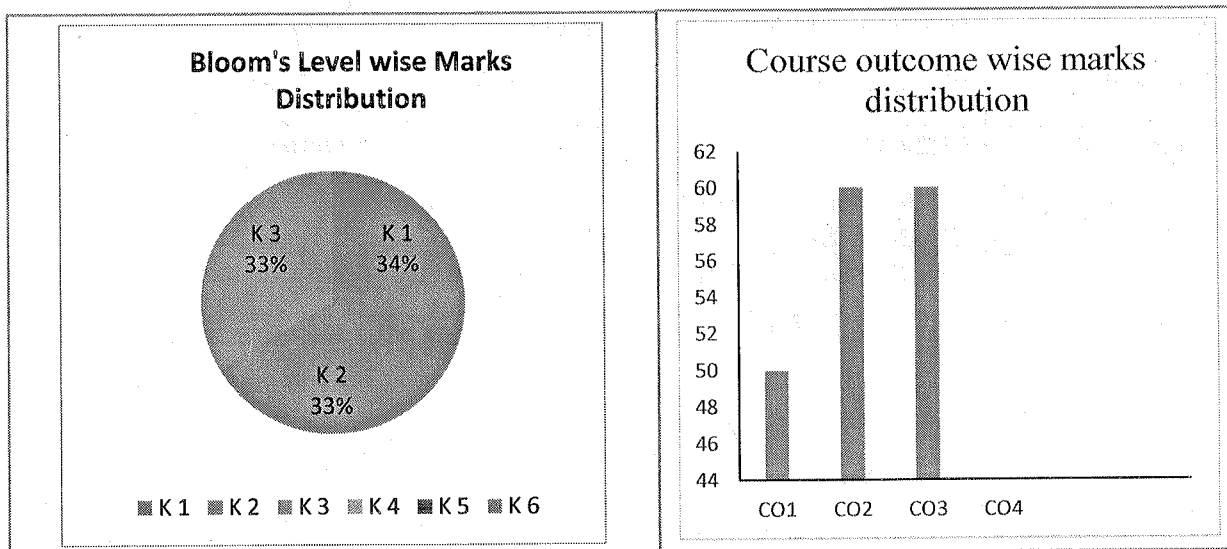 Bloom's Level wise Marks
Distribution
K 3
33%
K 1
34%
K 2
33%
K 1 K 2 K 3 K 4 K 5 K 6
Course outcome wise marks
distribution
62
60
58
56
54
52
50
48
46
44
CO1 CO2 CO3 CO4